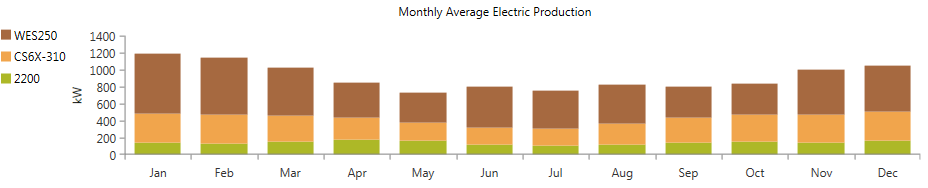 Monthly Average Electric Production
WES250
CS6X-310
2200
kW
1400
1200
1000
800
600
400
200
0
Jan Feb Mar Apr May Jun Jul Aug Sep Oct Nov Dec